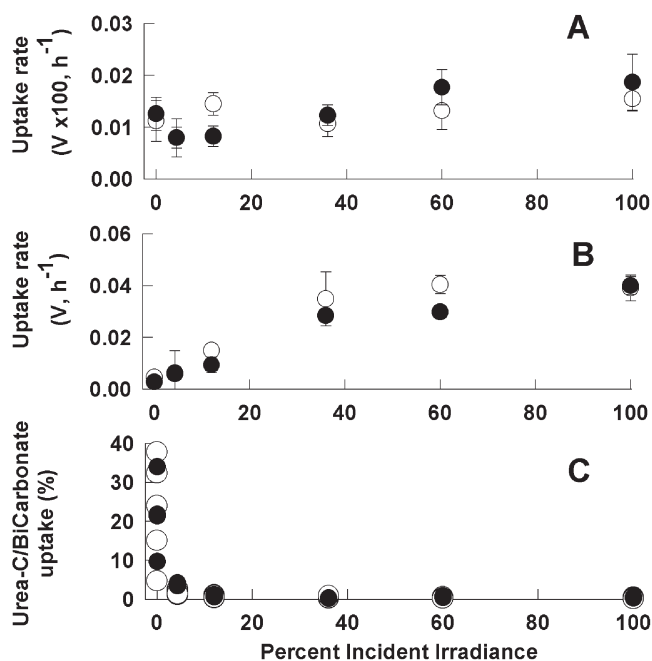 A
Uptake rate
(V x100, h⁻¹)
0.03
0.02
0.01
0.00
0 20 40 60 80 100
B
Uptake rate
(V, h⁻¹)
0.06
0.04
0.02
0.00
0 20 40 60 80 100
C
Urea-C/BiCarbonate
uptake (%)
40
30
20
10
0
0 20 40 60 80 100
Percent Incident Irradiance